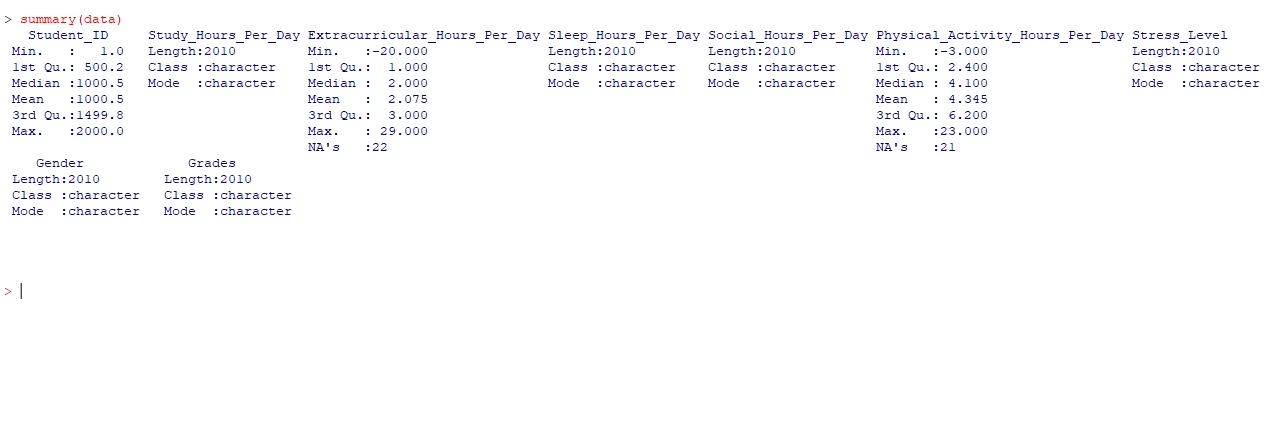 > summary(data)
   Student_ID     Study_Hours_Per_Day Extracurricular_Hours_Per_Day Sleep_Hours_Per_Day Social_Hours_Per_Day Physical_Activity_Hours_Per_Day Stress_Level
 Min.   :   1.0   Length:2010         Min.   :-20.000               Length:2010         Length:2010          Min.   :-3.000                  Length:2010
 1st Qu.: 500.2   Class :character    1st Qu.:  1.000               Class :character    Class :character     1st Qu.: 2.400                  Class :character
 Median :1000.5   Mode  :character    Median :  2.000               Mode  :character    Mode  :character     Median : 4.100                  Mode  :character
 Mean   :1000.5                       Mean   :  2.075                                                        Mean   : 4.345
 3rd Qu.:1499.8                       3rd Qu.:  3.000                                                        3rd Qu.: 6.200
 Max.   :2000.0                       Max.   : 29.000                                                        Max.   :23.000
                                      NA's   :22                                                             NA's   :21
    Gender             Grades
 Length:2010        Length:2010
 Class :character   Class :character
 Mode  :character   Mode  :character
>